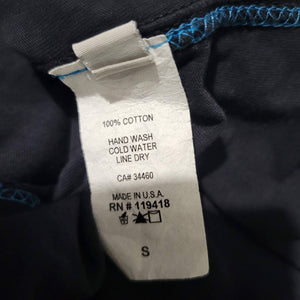 100% COTTON
HAND WASH
COLD WATER
LINE DRY
CA# 34460
MADE IN U.S.A.
RN # 119418
S